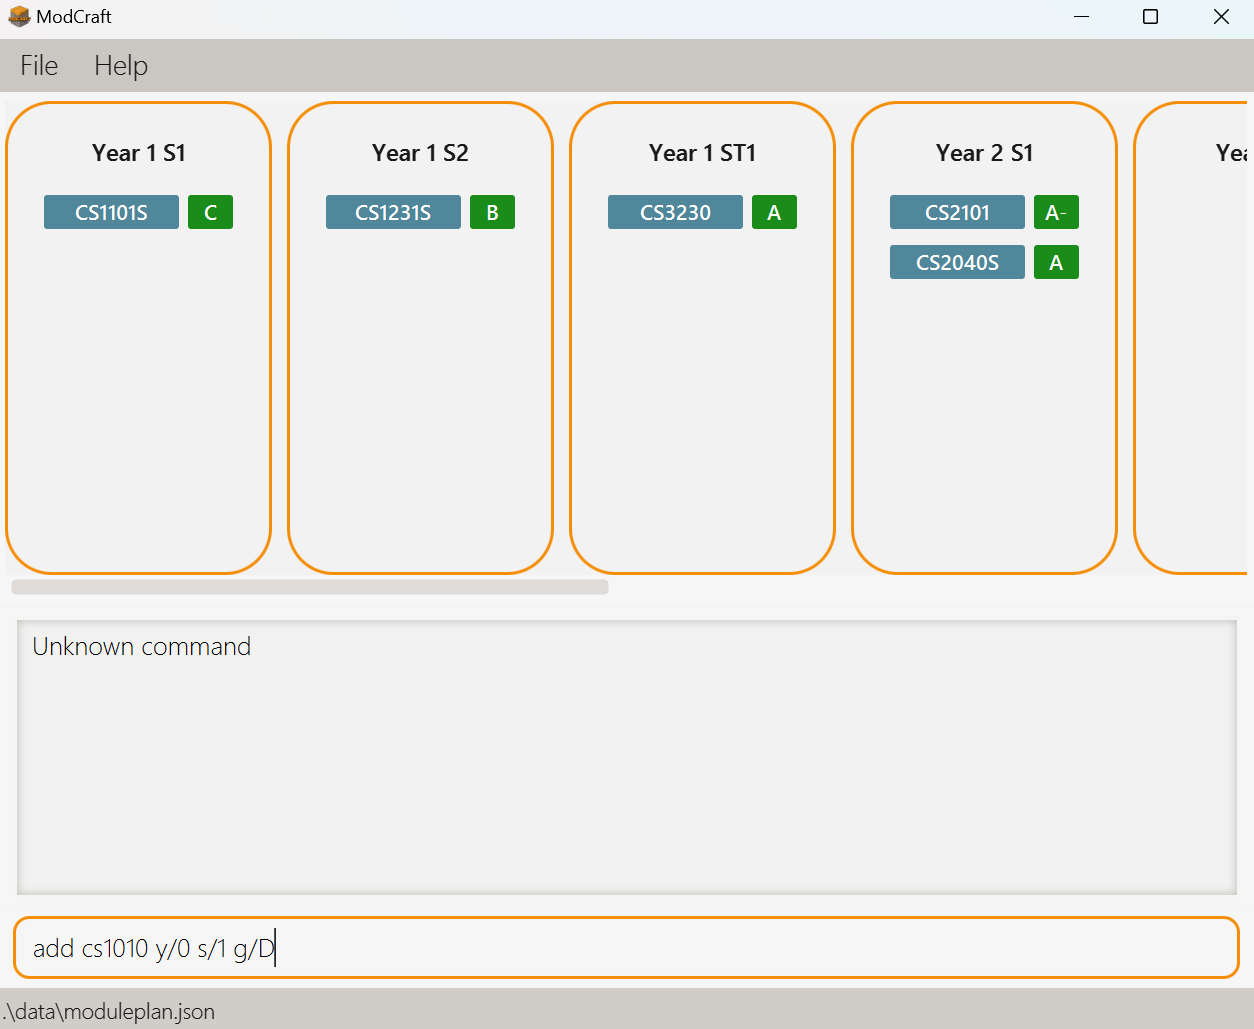 ModCraft
File Help
Year 1 S1 Year 1 S2 Year 1 ST1 Year 2 S1
CS1101S C CS1231S B CS3230 A CS2101 A-
CS2040S A
Unknown command
add cs1010 y/0 s/1 g/D
.\data\moduleplan.json